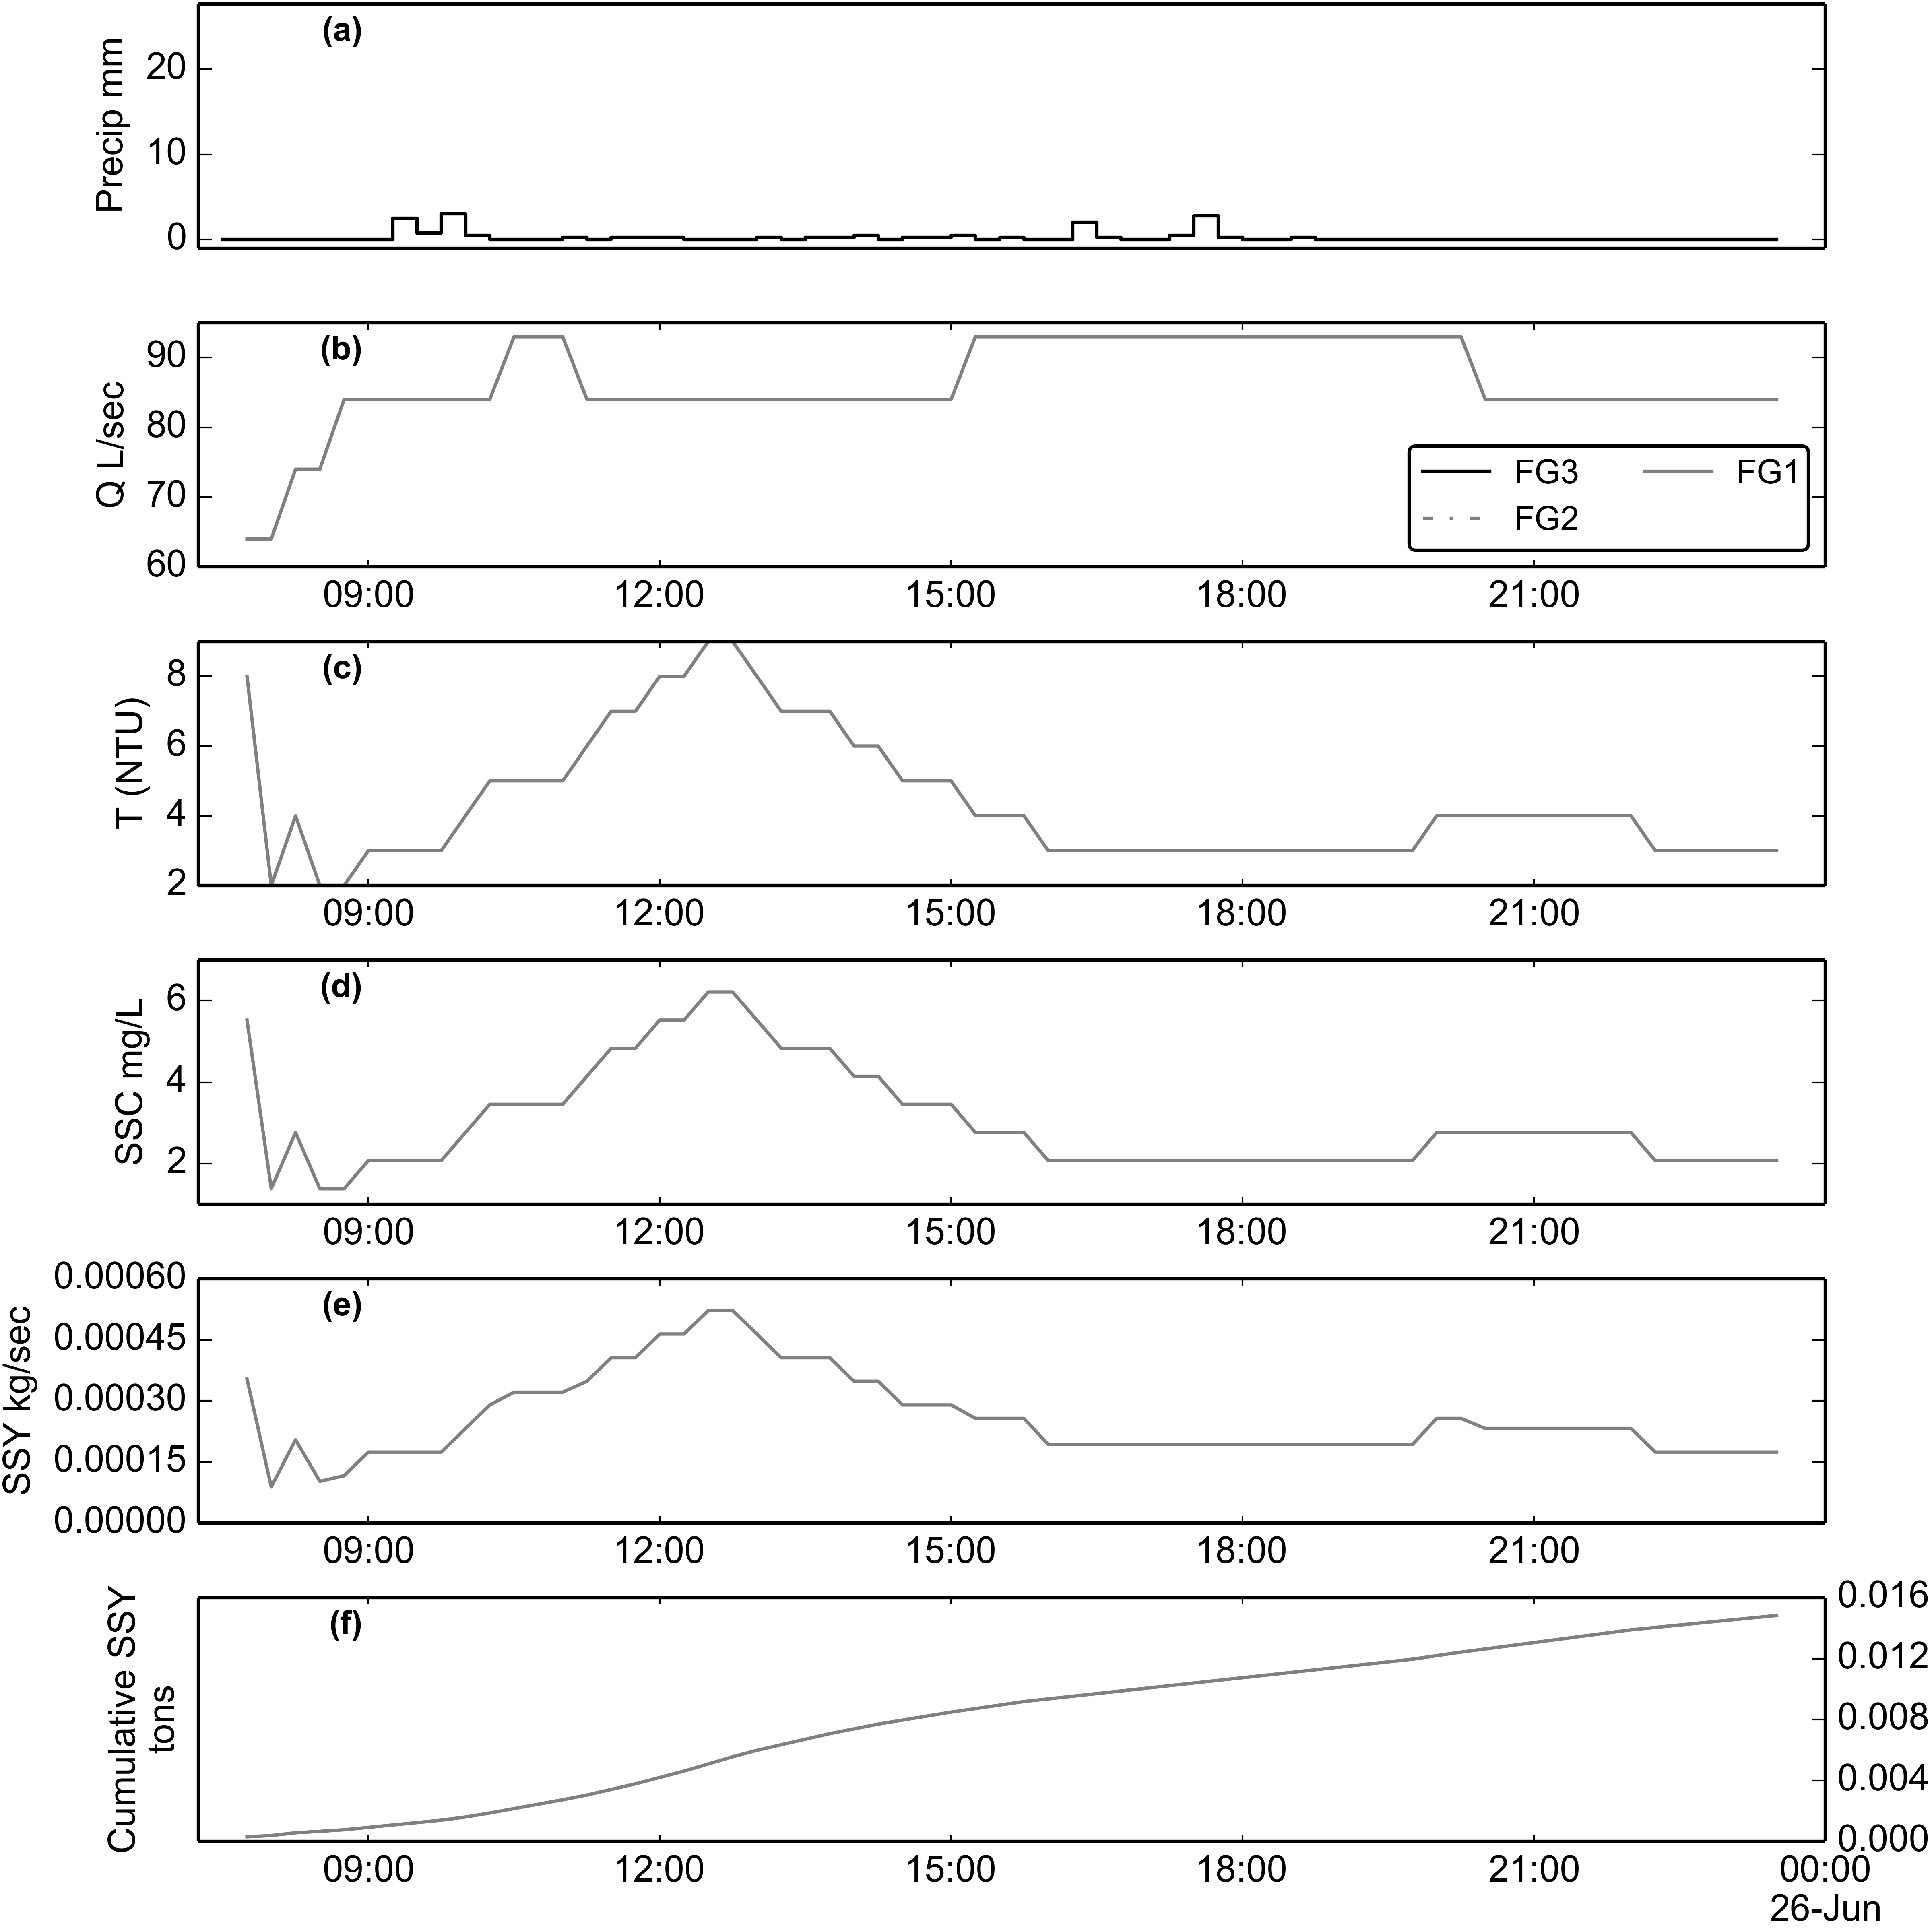 (a)
Precip mm
20
10
0
(b)
Q L/sec
90
80
70
60
FG3
FG1
FG2
09:00 12:00 15:00 18:00 21:00
(c)
T (NTU)
8
6
4
2
09:00 12:00 15:00 18:00 21:00
(d)
SSC mg/L
6
4
2
09:00 12:00 15:00 18:00 21:00
(e)
SSY kg/sec
0.00060
0.00045
0.00030
0.00015
0.00000
09:00 12:00 15:00 18:00 21:00
(f)
Cumulative SSY
tons
0.016
0.012
0.008
0.004
0.000
09:00 12:00 15:00 18:00 21:00 00:00
26-Jun